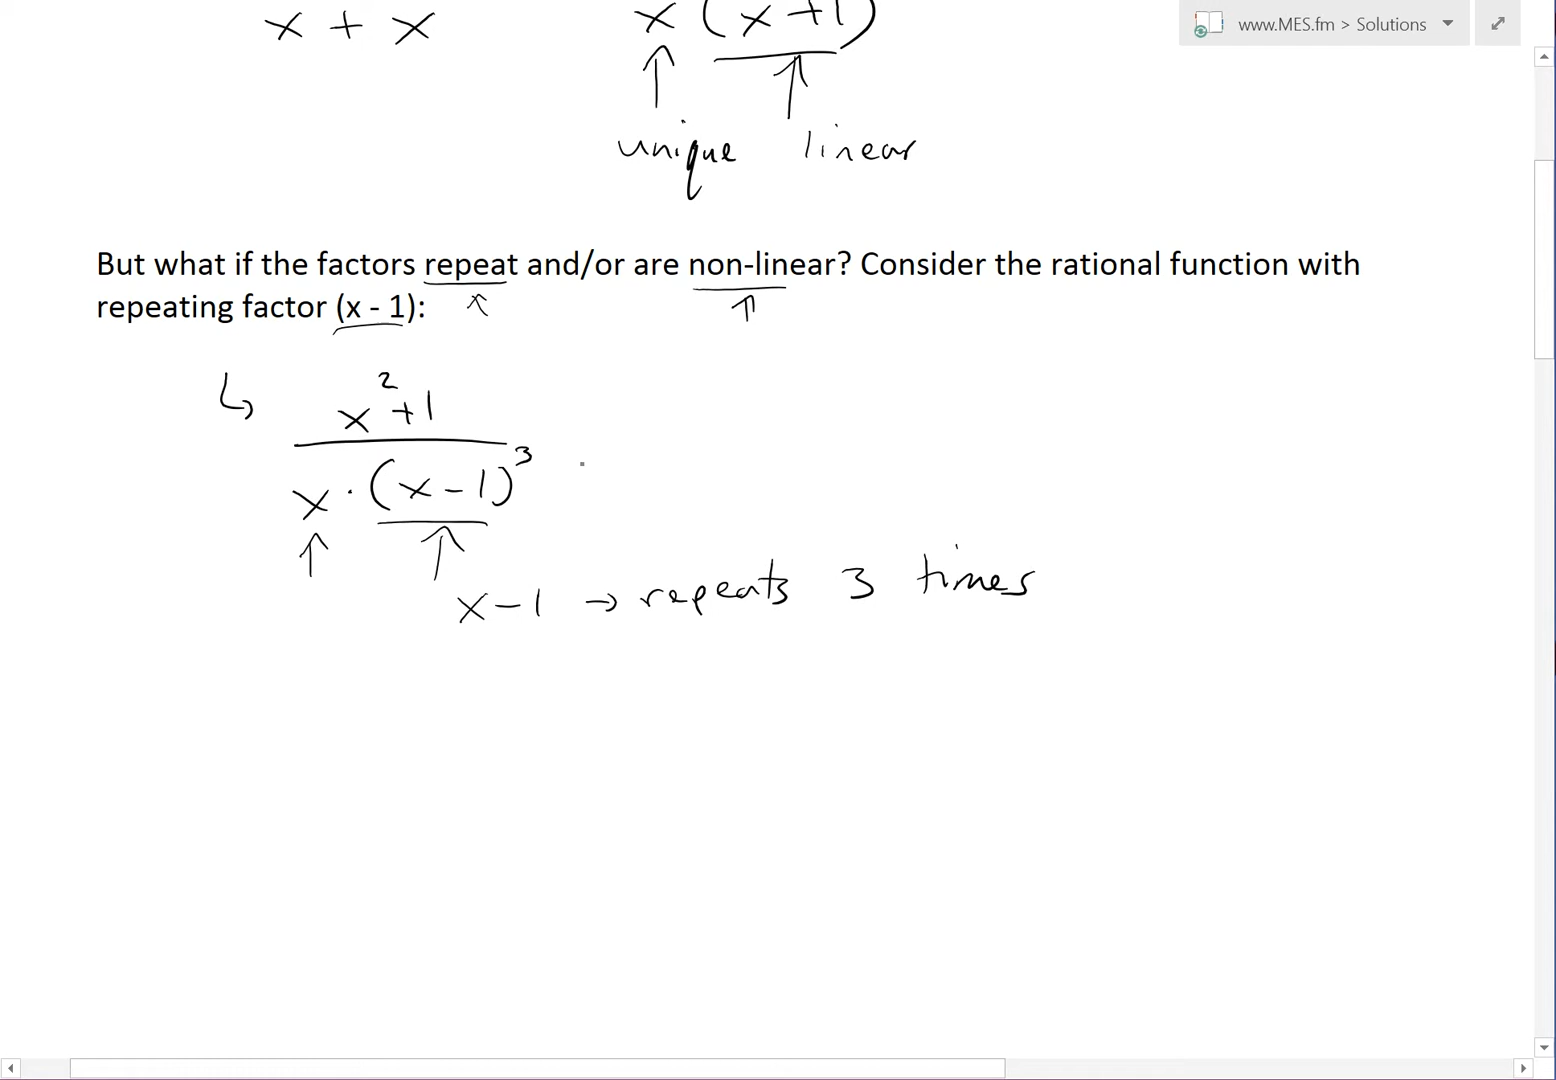 www.MES.fm > Solutions
x + x    x (x+1)
unique linear
But what if the factors repeat and/or are non-linear? Consider the rational function with
repeating factor (x - 1):
x²+1
x · (x-1)³
x-1 → repeats 3 times